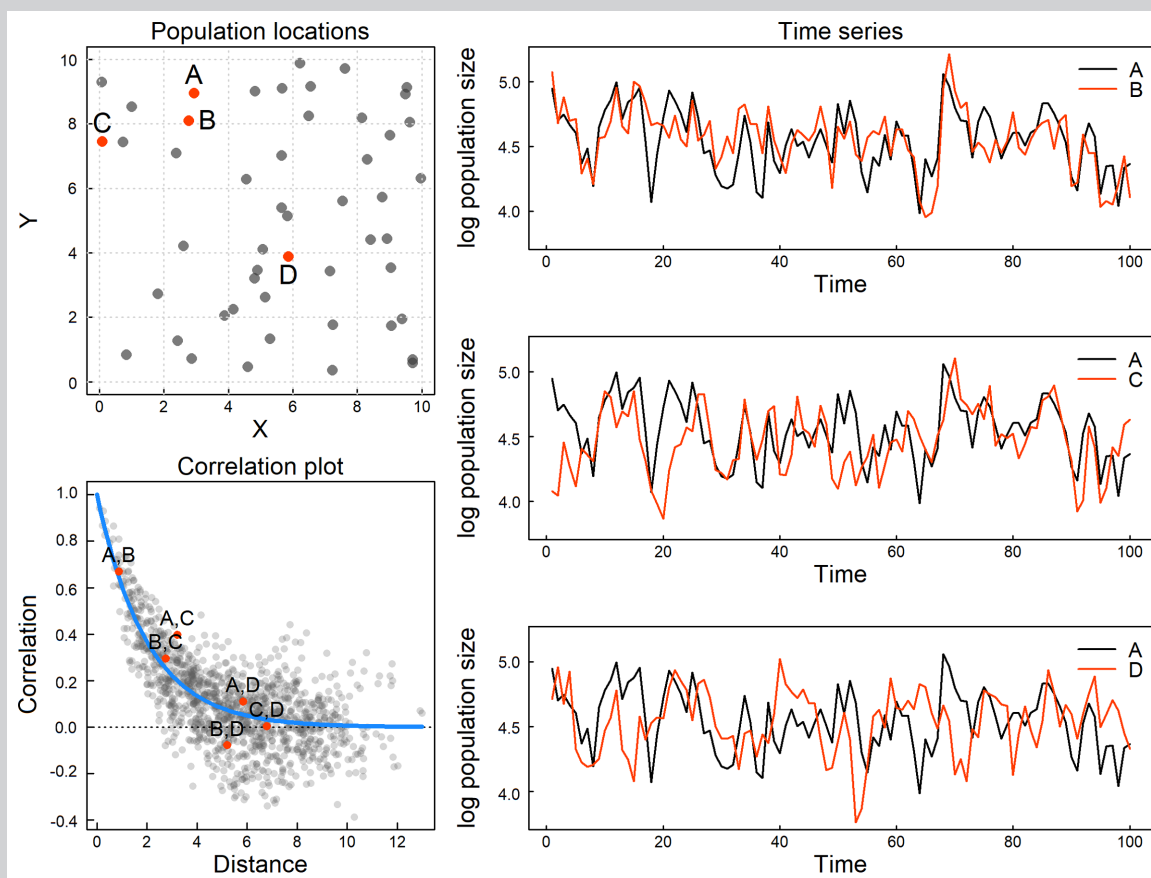 Population locations
10
8
6
4
2
0
Y
A
B
C
D
0 2 4 6 8 10
X
Correlation plot
1.0
0.8
0.6
0.4
0.2
0.0
-0.2
-0.4
Correlation
A,B
A,C
B,C
A,D
C,D
B,D
0 2 4 6 8 10 12
Distance
Time series
log population size
5.0
4.5
4.0
A
B
0 20 40 60 80 100
Time
log population size
5.0
4.5
4.0
A
C
0 20 40 60 80 100
Time
log population size
5.0
4.5
4.0
A
D
0 20 40 60 80 100
Time